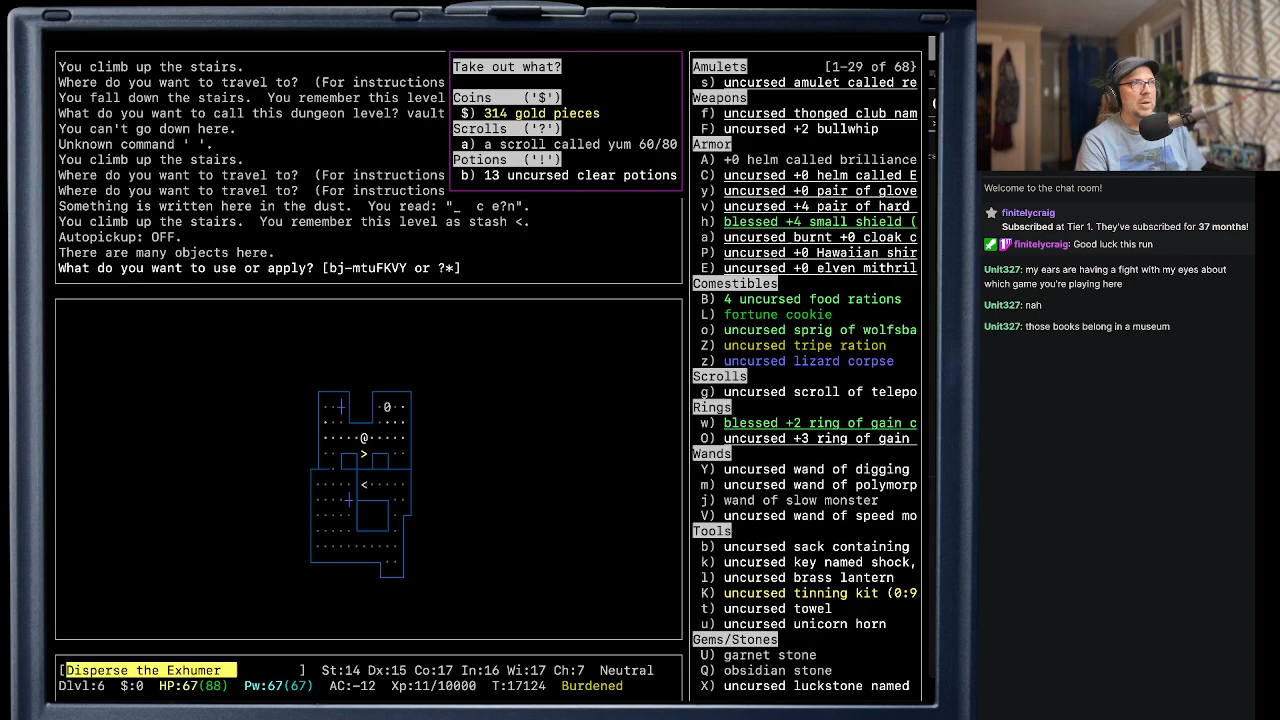 You climb up the stairs.
Where do you want to travel to?  (For instructions
You fall down the stairs.  You remember this level
What do you want to call this dungeon level? vault
You can't go down here.
Unknown command ' '.
You climb up the stairs.
Where do you want to travel to?  (For instructions
Where do you want to travel to?  (For instructions
Something is written here in the dust.  You read: "_  c e?n".
You climb up the stairs.  You remember this level as stash <.
Autopickup: OFF.
There are many objects here.
What do you want to use or apply? [bj-mtuFKVY or ?*]
Take out what?
Coins    ('$')
$) 314 gold pieces
Scrolls  ('?')
a) a scroll called yum 60/80
Potions  ('!')
b) 13 uncursed clear potions
Amulets [1-29 of 68}
s) uncursed amulet called re
Weapons
f) uncursed thonged club nam
F) uncursed +2 bullwhip
Armor
A) +0 helm called brilliance
C) uncursed +0 helm called E
y) uncursed +0 pair of glove
v) uncursed +4 pair of hard
h) blessed +4 small shield (
a) uncursed burnt +0 cloak c
P) uncursed +0 Hawaiian shir
E) uncursed +0 elven mithril
Comestibles
B) 4 uncursed food rations
L) fortune cookie
o) uncursed sprig of wolfsba
Z) uncursed tripe ration
z) uncursed lizard corpse
Scrolls
g) uncursed scroll of telepo
Rings
w) blessed +2 ring of gain c
O) uncursed +3 ring of gain
Wands
Y) uncursed wand of digging
m) uncursed wand of polymorp
j) wand of slow monster
V) uncursed wand of speed mo
Tools
b) uncursed sack containing
k) uncursed key named shock,
l) uncursed brass lantern
K) uncursed tinning kit (0:9
t) uncursed towel
u) uncursed unicorn horn
Gems/Stones
U) garnet stone
Q) obsidian stone
X) uncursed luckstone named
[Disperse the Exhumer          ]  St:14 Dx:15 Co:17 In:16 Wi:17 Ch:7  Neutral
Dlvl:6  $:0  HP:67(88)  Pw:67(67)  AC:-12  Xp:11/10000  T:17124  Burdened
Welcome to the chat room!
finitelycraig
Subscribed at Tier 1. They've subscribed for 37 months!
finitelycraig: Good luck this run
Unit327: my ears are having a fight with my eyes about
which game you're playing here
Unit327: nah
Unit327: those books belong in a museum